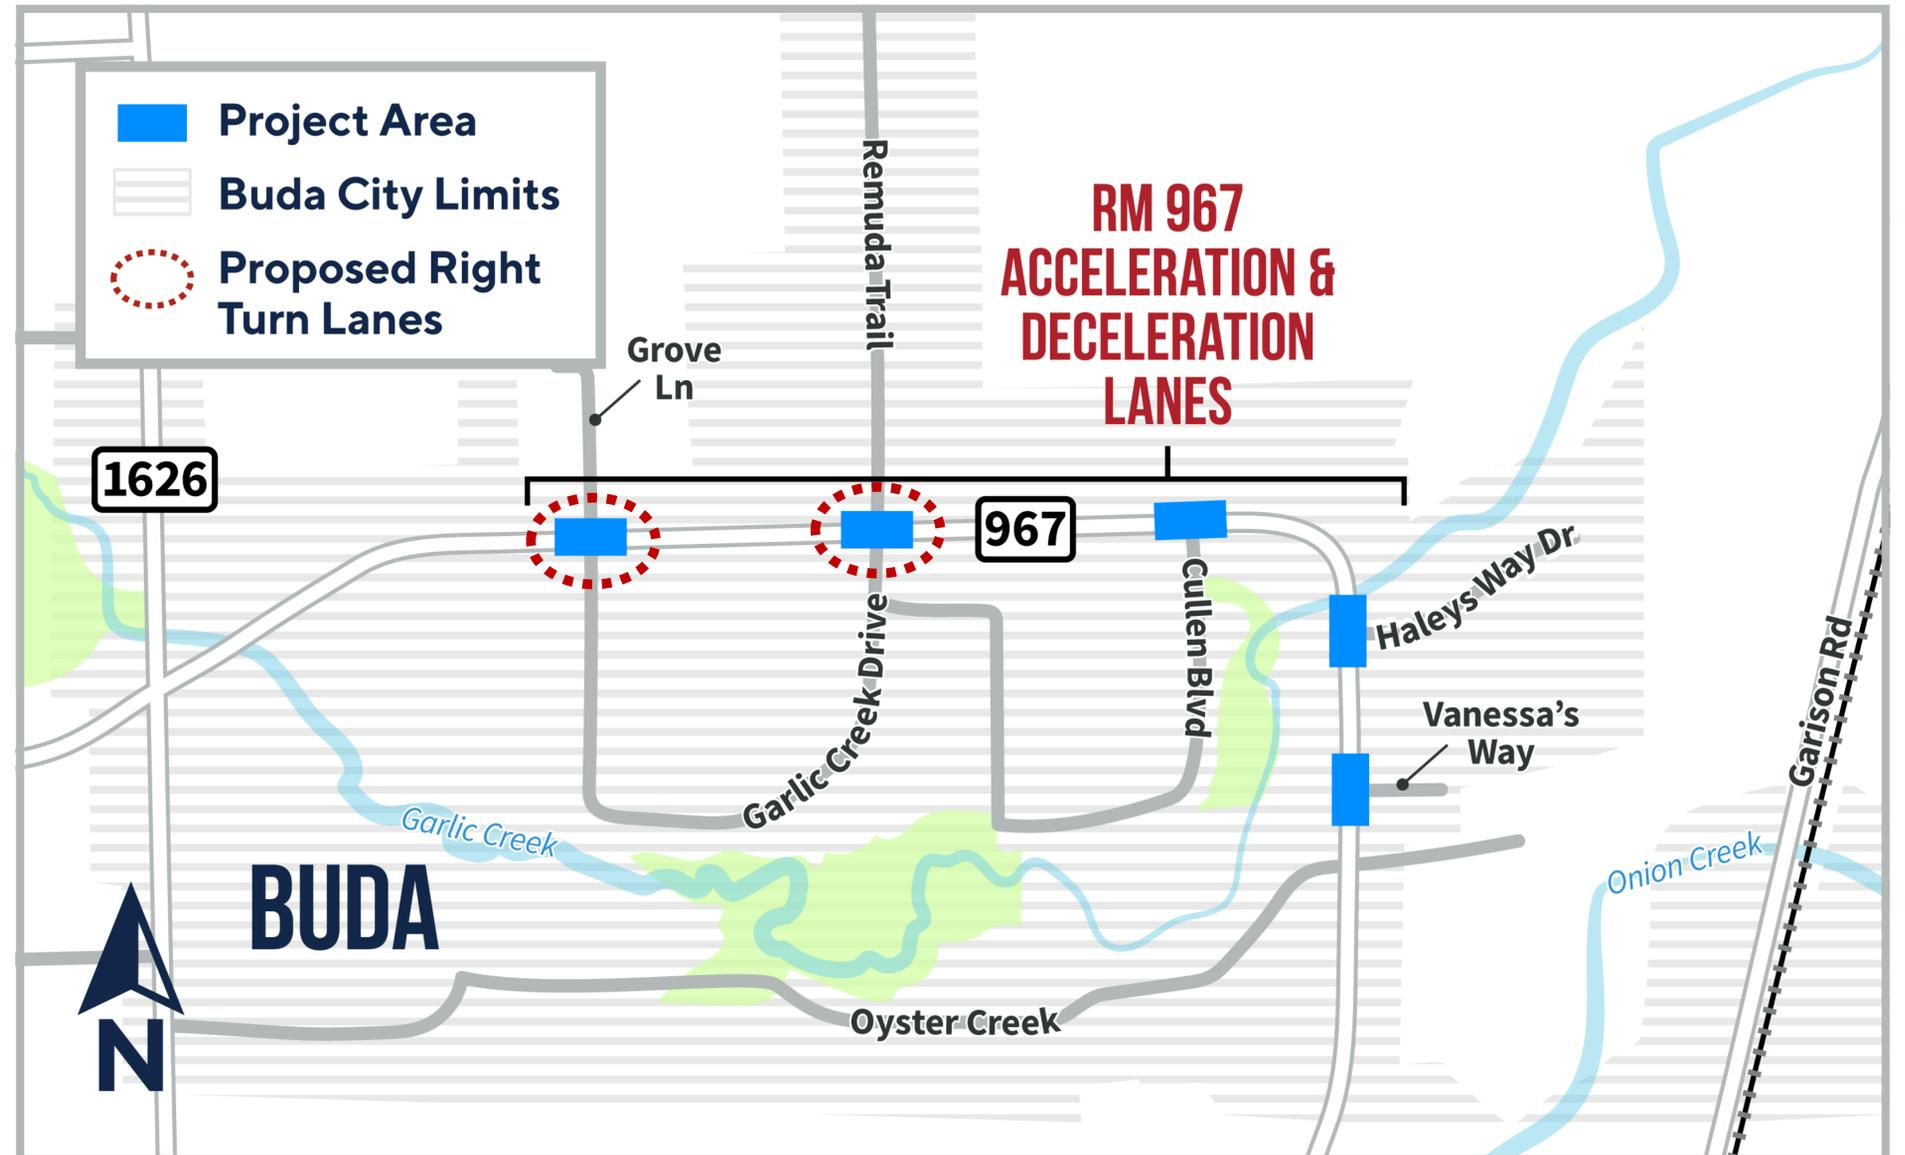 Project Area
Buda City Limits
Proposed Right
Turn Lanes
Remuda Trail
RM 967
ACCELERATION &
DECELERATION
LANES
Grove
Ln
1626
967
Haleys Way Dr.
Cullen Blvd
Garlic Creek Drive
Garison Rd
Vanessa’s
Way
Garlic Creek
Onion Creek
BUDA
Oyster Creek
N